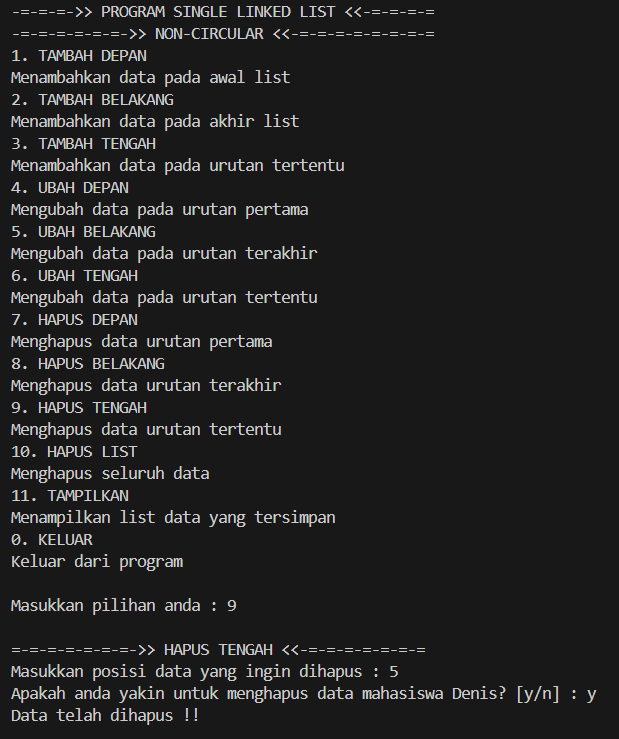 -=-=-=->> PROGRAM SINGLE LINKED LIST <<-=-=-=-=
-=-=-=-=-=-=->> NON-CIRCULAR <<-=-=-=-=-=-=-=-=
1. TAMBAH DEPAN
Menambahkan data pada awal list
2. TAMBAH BELAKANG
Menambahkan data pada akhir list
3. TAMBAH TENGAH
Menambahkan data pada urutan tertentu
4. UBAH DEPAN
Mengubah data pada urutan pertama
5. UBAH BELAKANG
Mengubah data pada urutan terakhir
6. UBAH TENGAH
Mengubah data pada urutan tertentu
7. HAPUS DEPAN
Menghapus data urutan pertama
8. HAPUS BELAKANG
Menghapus data urutan terakhir
9. HAPUS TENGAH
Menghapus data urutan tertentu
10. HAPUS LIST
Menghapus seluruh data
11. TAMPILKAN
Menampilkan list data yang tersimpan
0. KELUAR
Keluar dari program
Masukkan pilihan anda : 9
=-=-=-=-=-=-=->> HAPUS TENGAH <<-=-=-=-=-=-=-=
Masukkan posisi data yang ingin dihapus : 5
Apakah anda yakin untuk menghapus data mahasiswa Denis? [y/n] : y
Data telah dihapus !!